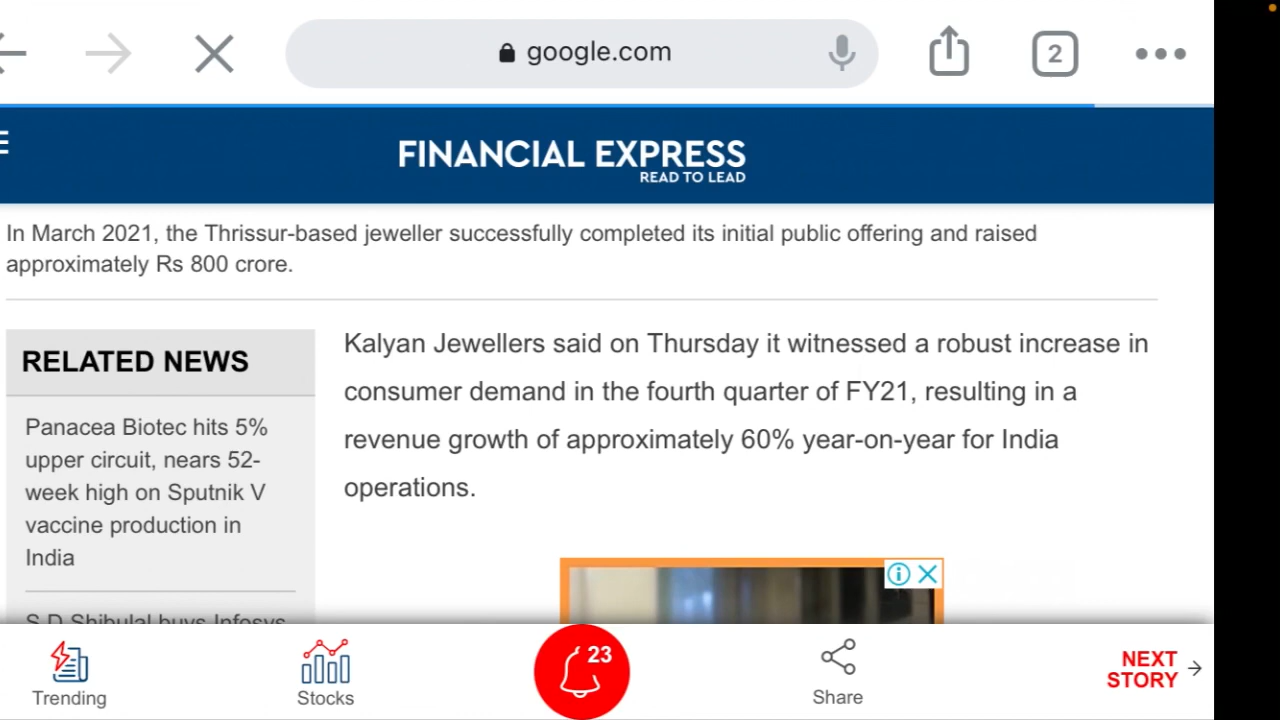 google.com
2
FINANCIAL EXPRESS
READ TO LEAD
In March 2021, the Thrissur-based jeweller successfully completed its initial public offering and raised
approximately Rs 800 crore.
RELATED NEWS
Panacea Biotec hits 5%
upper circuit, nears 52-
week high on Sputnik V
vaccine production in
India
S D Shibulal buys Infosys
Kalyan Jewellers said on Thursday it witnessed a robust increase in
consumer demand in the fourth quarter of FY21, resulting in a
revenue growth of approximately 60% year-on-year for India
operations.
Trending
Stocks
23
Share
NEXT
STORY